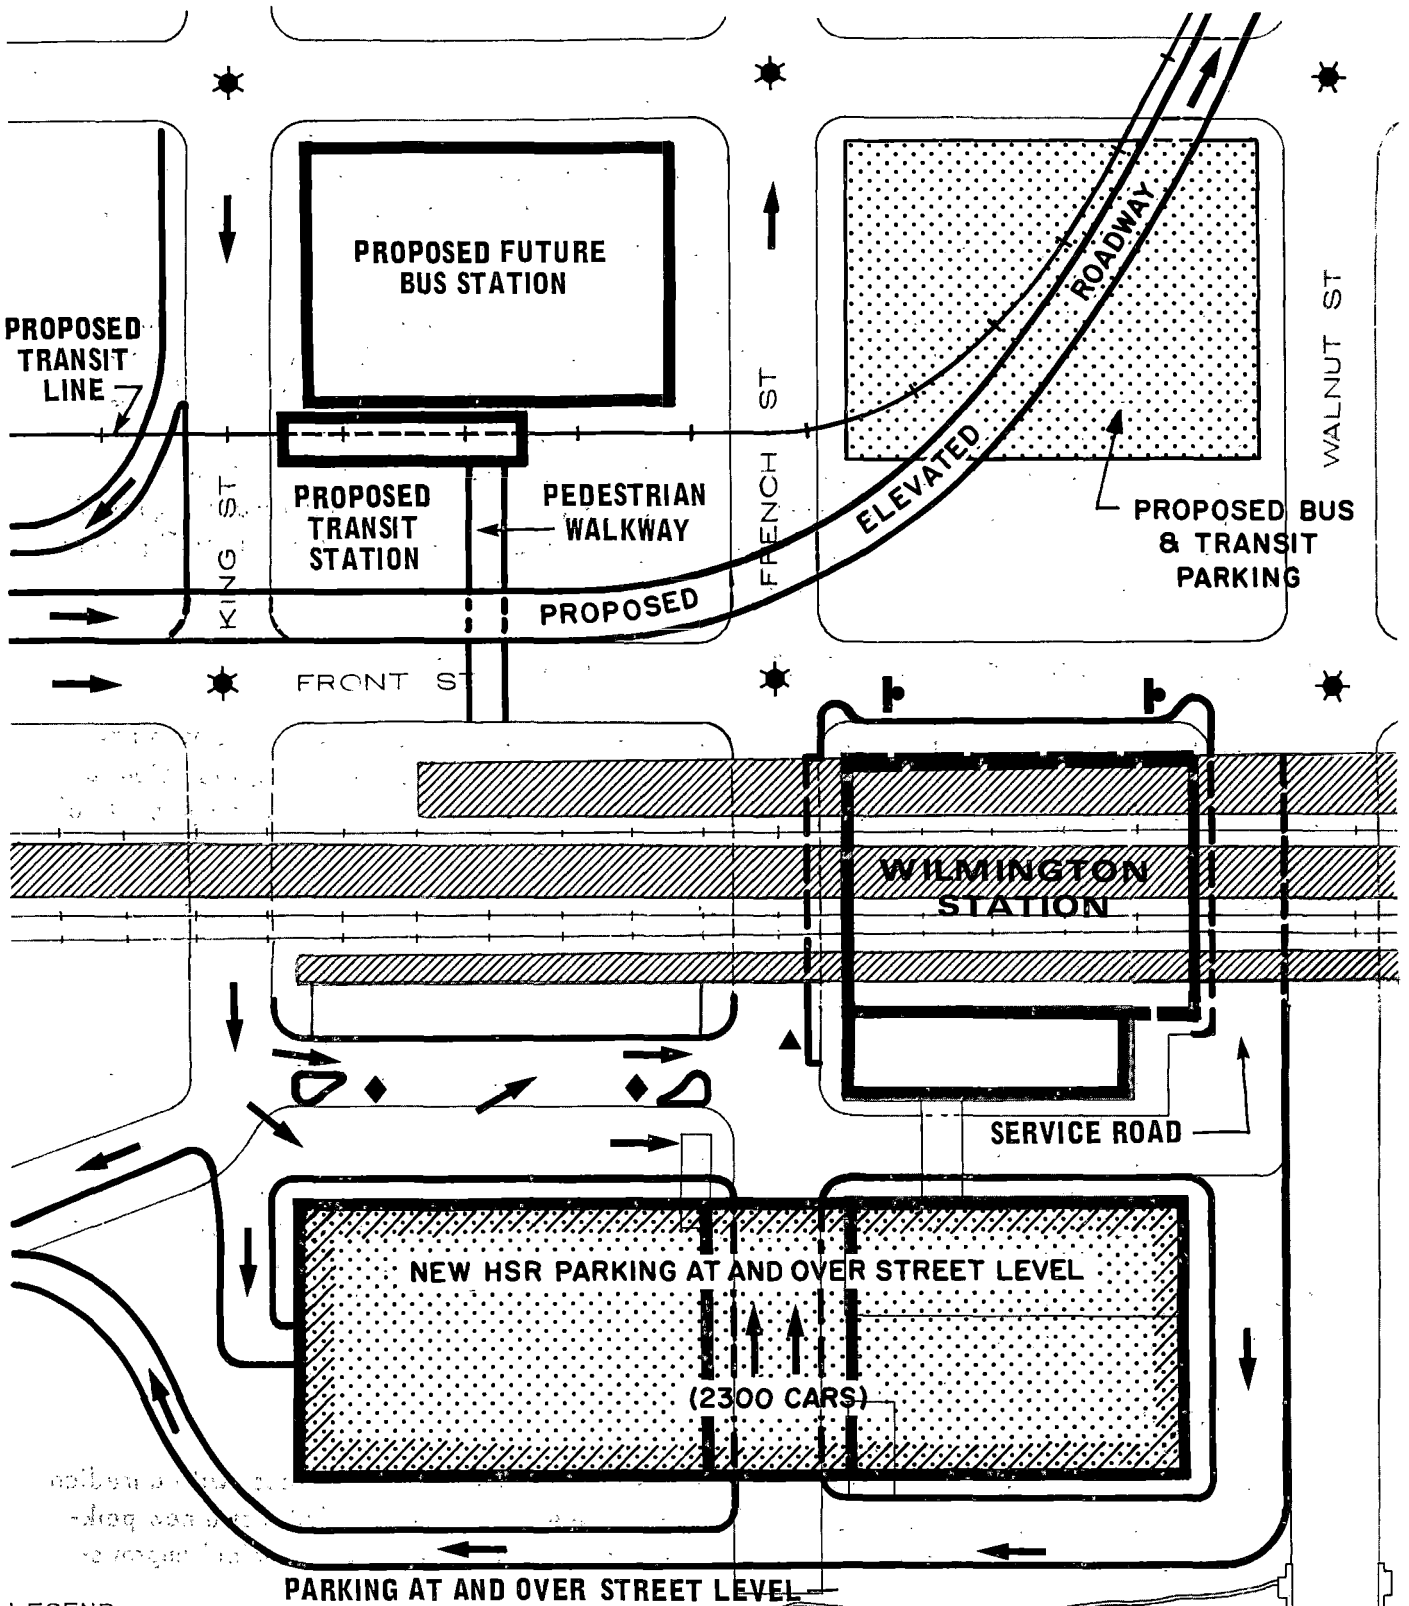 PROPOSED FUTURE
BUS STATION
PROPOSED
TRANSIT
LINE
WALNUT ST
ROADWAY
FRENCH ST
KING ST
PROPOSED
TRANSIT
STATION
PEDESTRIAN
WALKWAY
PROPOSED ELEVATED
PROPOSED BUS
& TRANSIT
PARKING
FRONT ST
WILMINGTON
STATION
SERVICE ROAD
NEW HSR PARKING AT AND OVER STREET LEVEL
(2300 CARS)
PARKING AT AND OVER STREET LEVEL
LEGEND